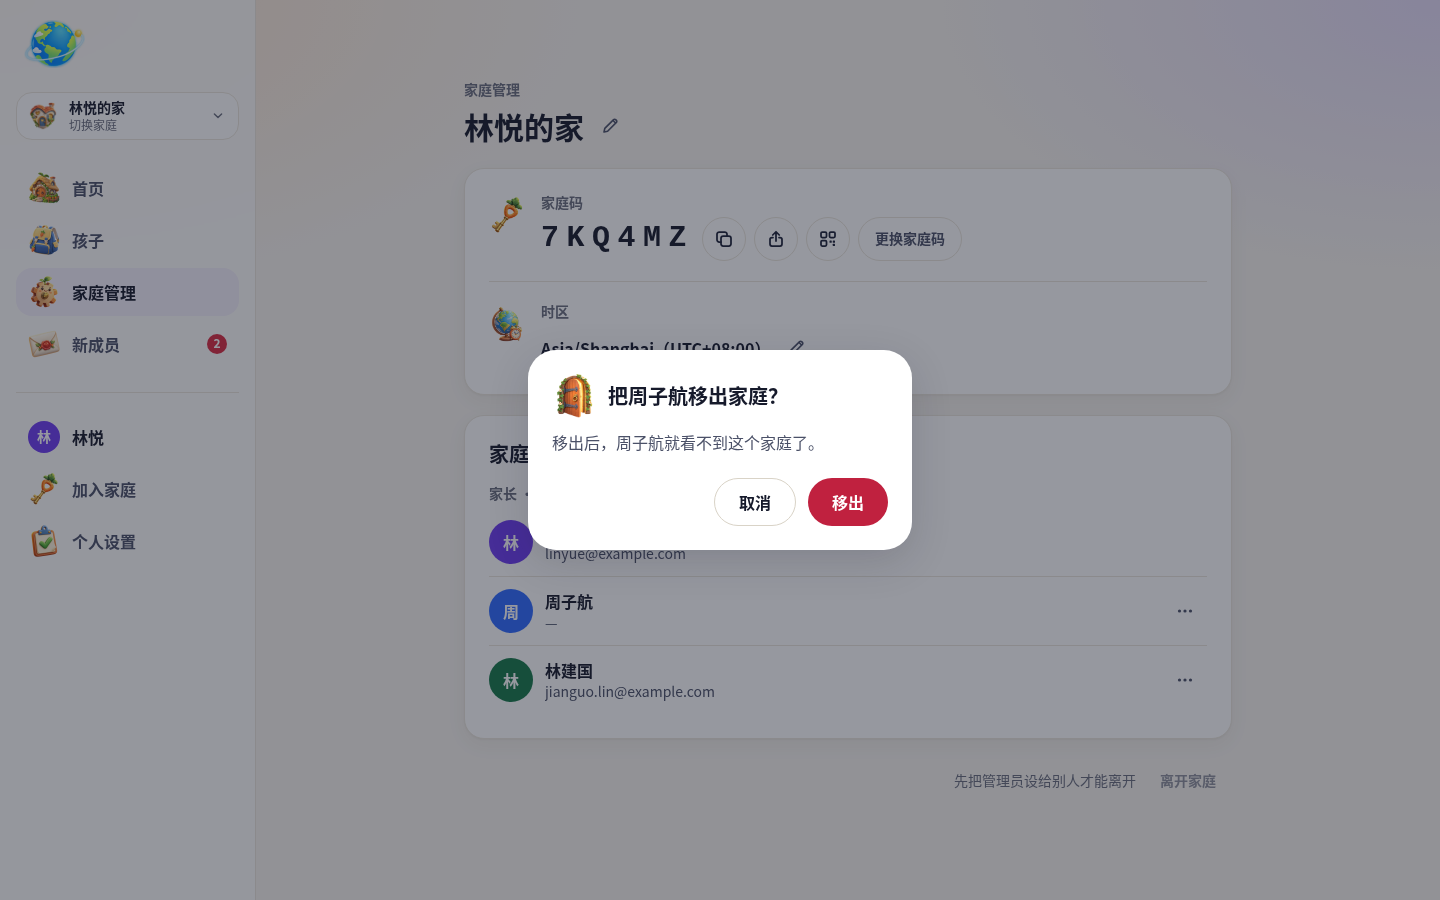 林悦的家
切换家庭
首页
孩子
家庭管理
新成员
2
林
林悦
加入家庭
个人设置
家庭管理
林悦的家
家庭码
7KQ4MZ
更换家庭码
时区
Asia/Shanghai（UTC+08:00）
把周子航移出家庭？
移出后，周子航就看不到这个家庭了。
取消
移出
家庭
家长
林
linyue@example.com
周
周子航
—
林
林建国
jianguo.lin@example.com
先把管理员设给别人才能离开
离开家庭